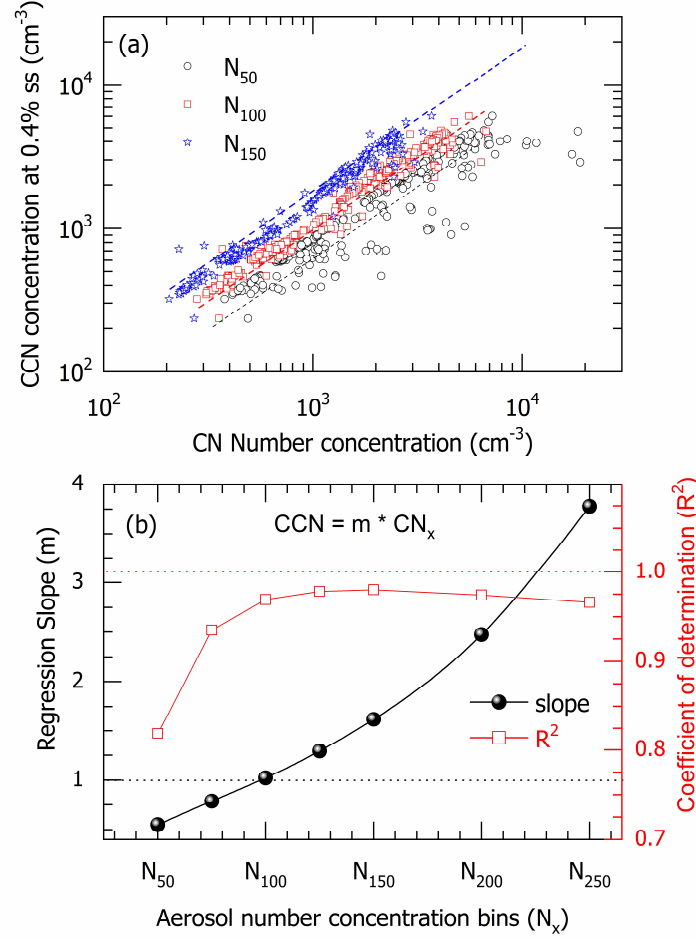 (a)
N50
N100
N150
CCN concentration at 0.4% ss (cm-3)
10^4
10^3
10^2
10^2 10^3 10^4
CN Number concentration (cm-3)
(b) CCN = m * CNx
Regression Slope (m)
4
3
2
1
Coefficient of determination (R2)
1.0
0.9
0.8
0.7
slope
R2
N50 N100 N150 N200 N250
Aerosol number concentration bins (Nx)